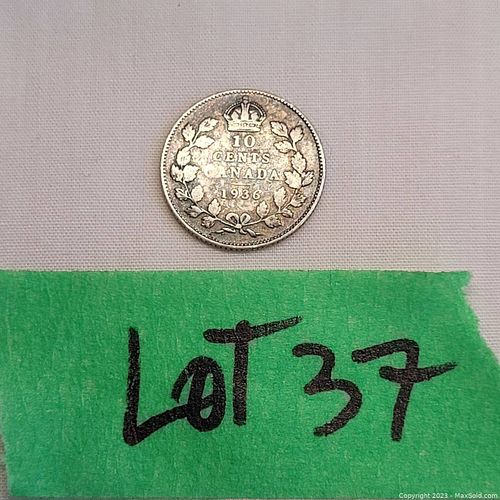 10
CENTS
CANADA
1936
LOT 37
Copyright 2023 - MaxSold.com